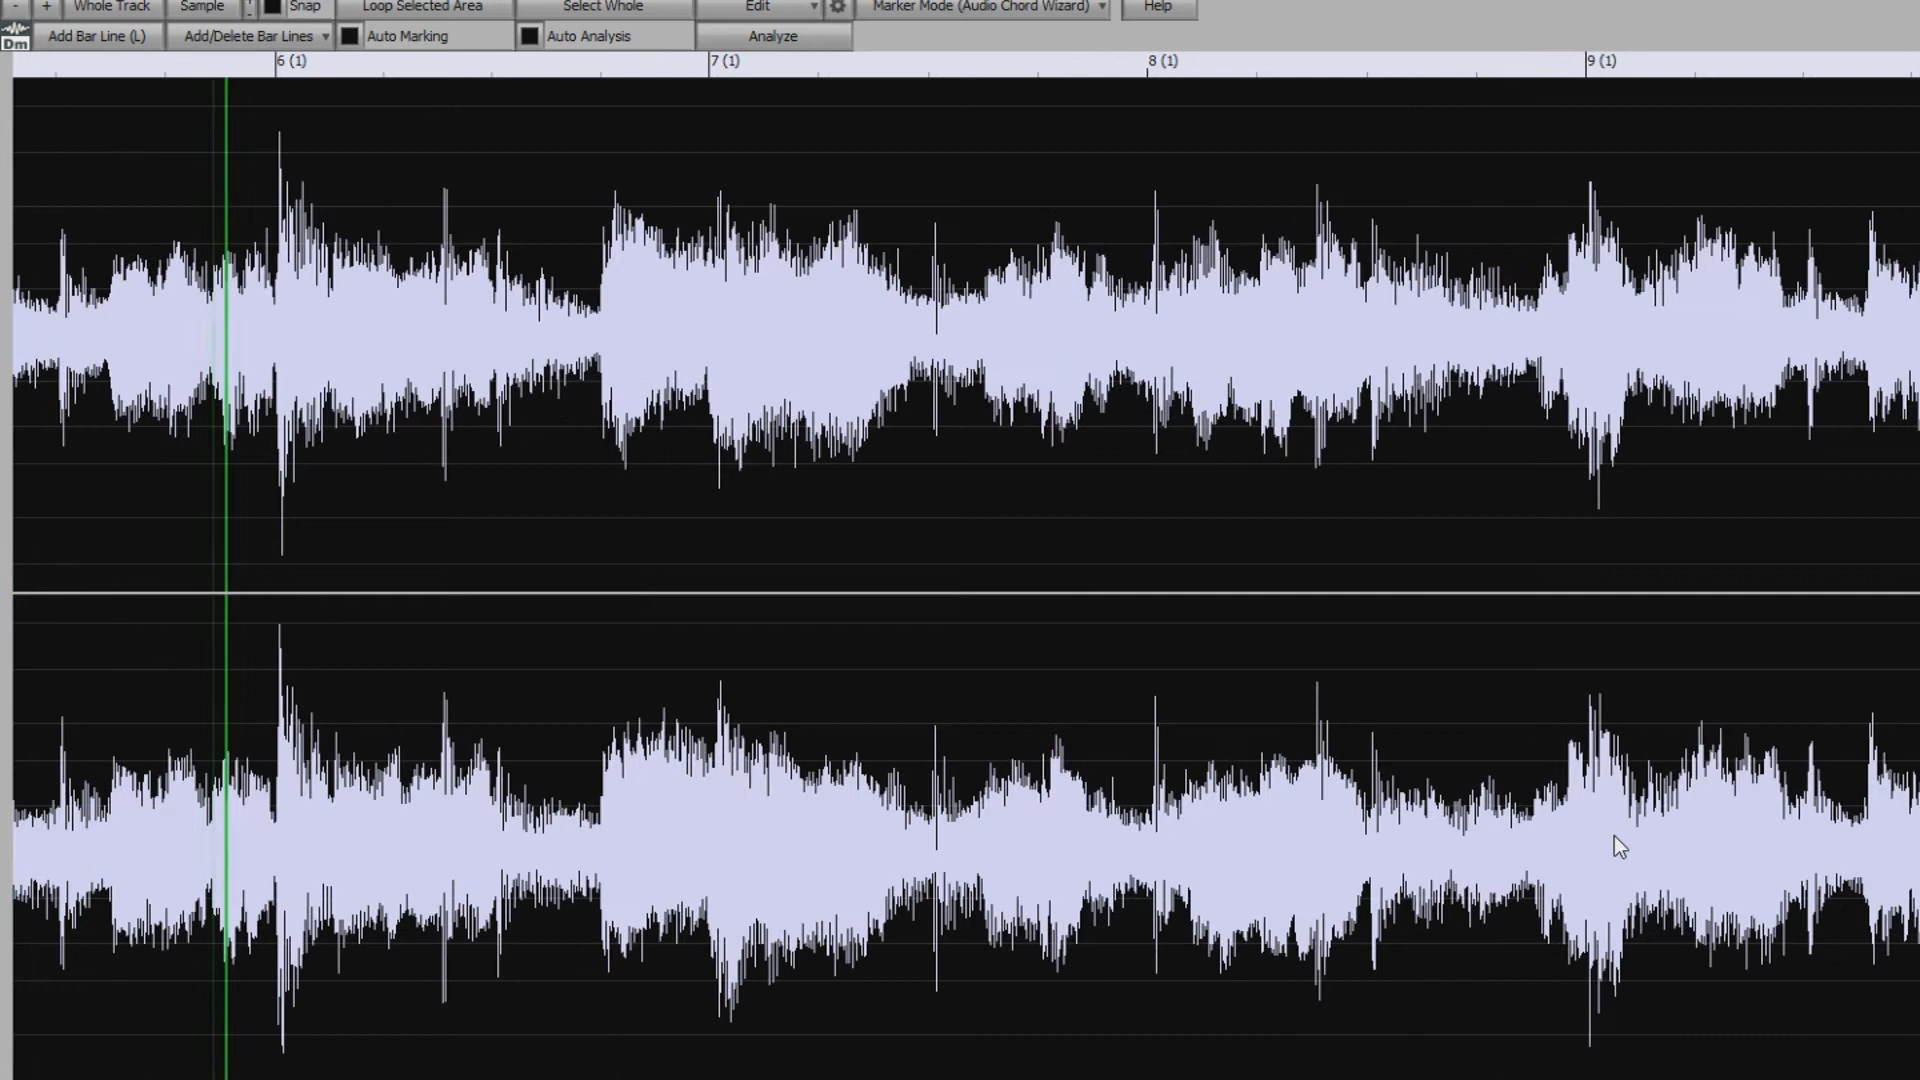 - + Whole Track Sample Snap Loop Selected Area Select Whole Edit Marker Mode (Audio Chord Wizard) Help
Dm Add Bar Line (L) Add/Delete Bar Lines Auto Marking Auto Analysis Analyze
6 (1) 7 (1) 8 (1) 9 (1)